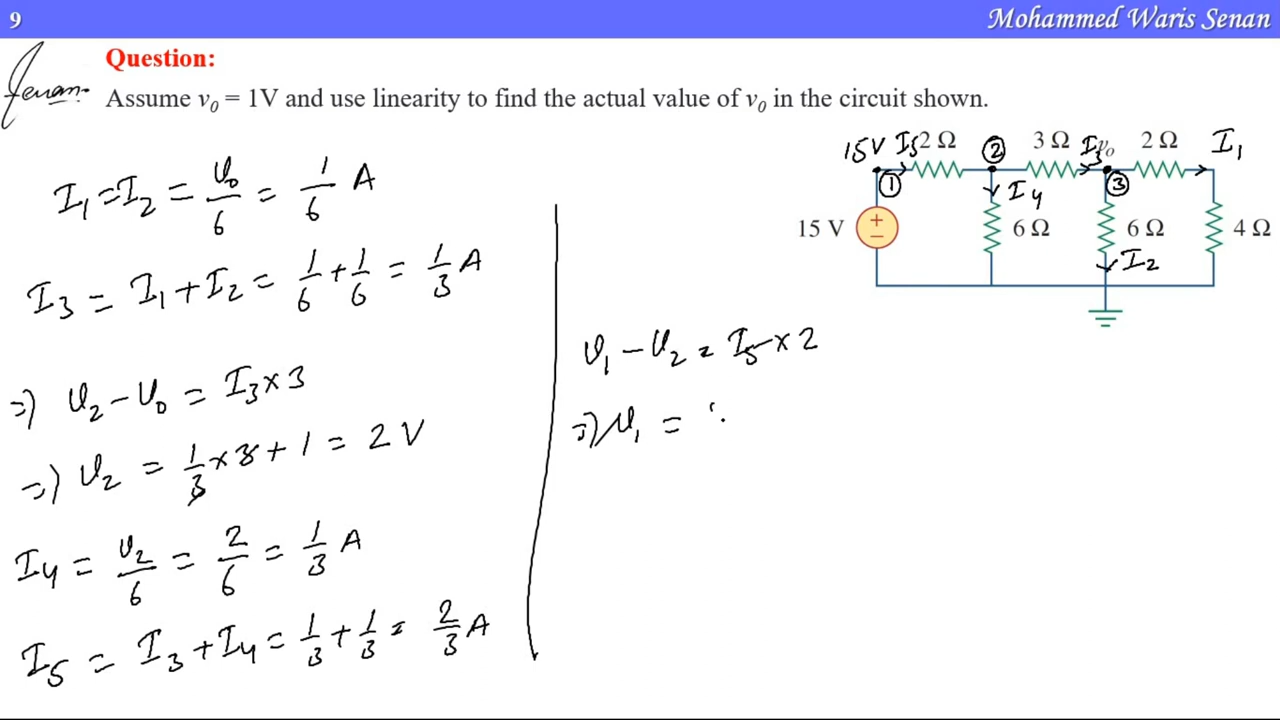 9
Mohammed Waris Senan
Question:
Senan
Assume v₀ = 1V and use linearity to find the actual value of v₀ in the circuit shown.
I₁ = I₂ = v₀/6 = 1/6 A
I₃ = I₁ + I₂ = 1/6 + 1/6 = 1/3 A
=) v₂ - v₀ = I₃ × 3
=) v₂ = 1/3 × 3 + 1 = 2 V
I₄ = v₂/6 = 2/6 = 1/3 A
I₅ = I₃ + I₄ = 1/3 + 1/3 = 2/3 A
v₁ - v₂ = I₅ × 2
=) v₁ =
15V I₅ 2 Ω ② 3 Ω I₃ v₀ 2 Ω I₁
① I₄ ③
15 V + − 6 Ω 6 Ω 4 Ω
I₂